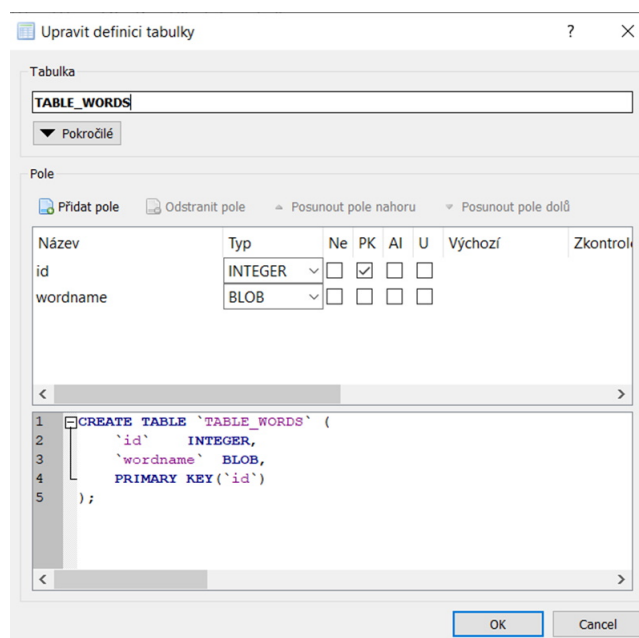 Upravit definici tabulky ?
Tabulka
TABLE_WORDS
Pokročilé
Pole
Přidat pole Odstranit pole Posunout pole nahoru Posunout pole dolů
Název Typ Ne PK AI U Výchozí
id INTEGER
wordname BLOB
1 CREATE TABLE `TABLE_WORDS` (
2 `id` INTEGER,
3 `wordname` BLOB,
4 PRIMARY KEY(`id`)
5 );
OK Cancel